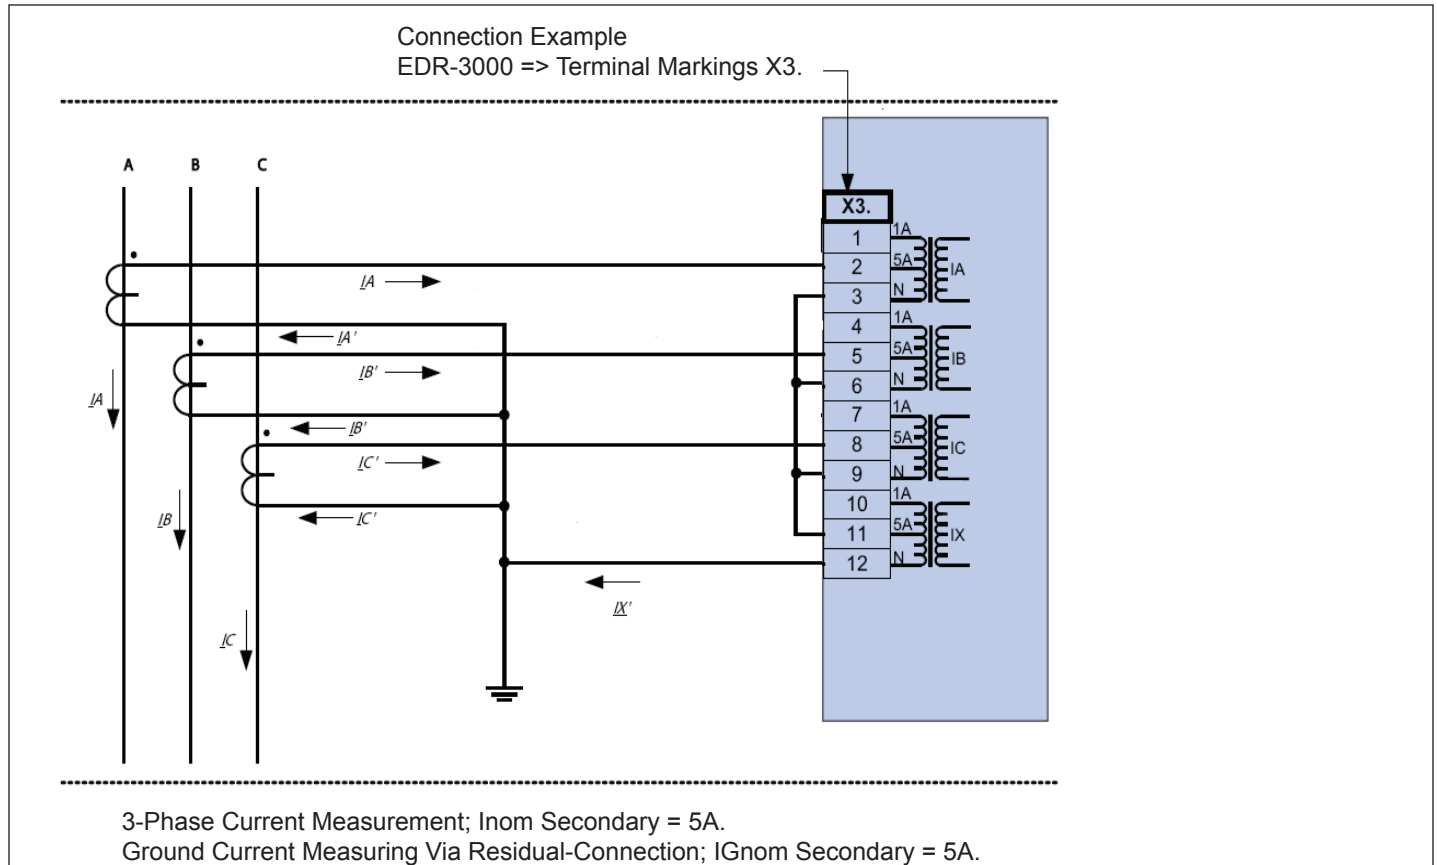 Connection Example
EDR-3000 => Terminal Markings X3.
A B C
X3.
1 1A
2 5A IA
3 N
4 1A
5 5A IB
6 N
7 1A
8 5A IC
9 N
10 1A
11 5A IX
12 N
IA
IA'
IB'
IA
IB'
IC'
IB
IC'
IX'
IC
3-Phase Current Measurement; Inom Secondary = 5A.
Ground Current Measuring Via Residual-Connection; IGnom Secondary = 5A.